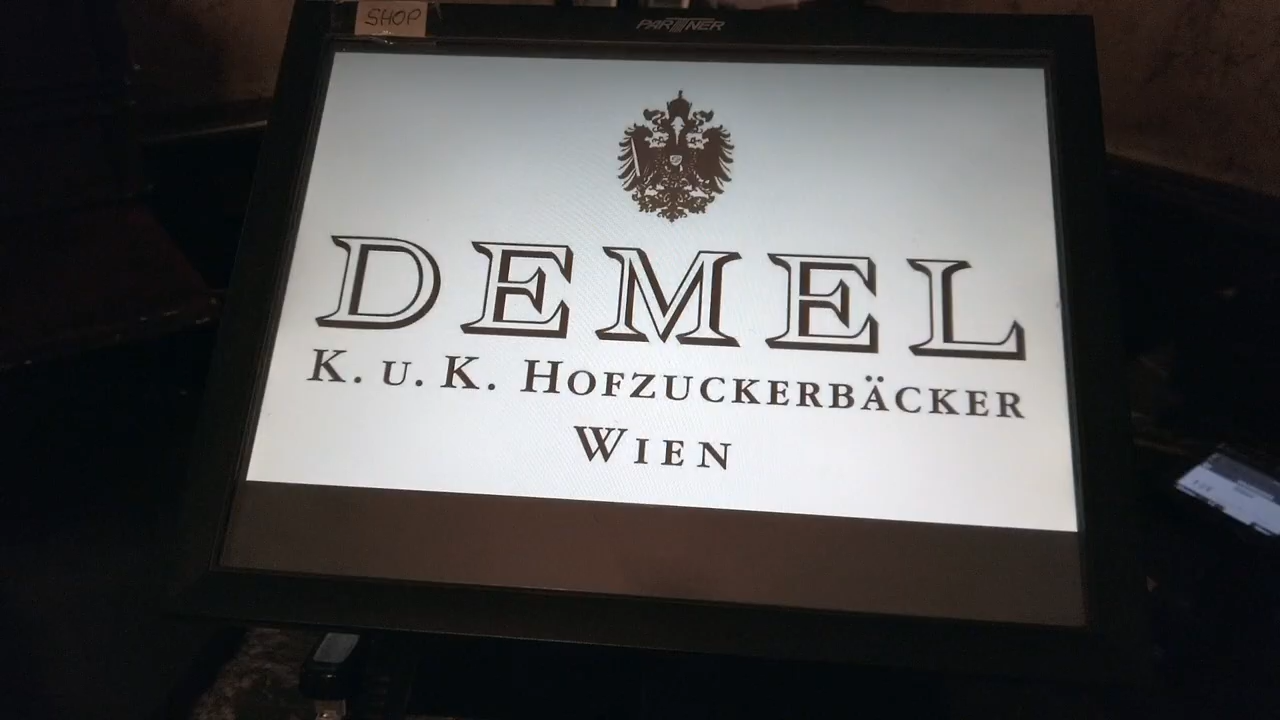 SHOP
PARTNER
DEMEL
K. U. K. HOFZUCKERBÄCKER
WIEN